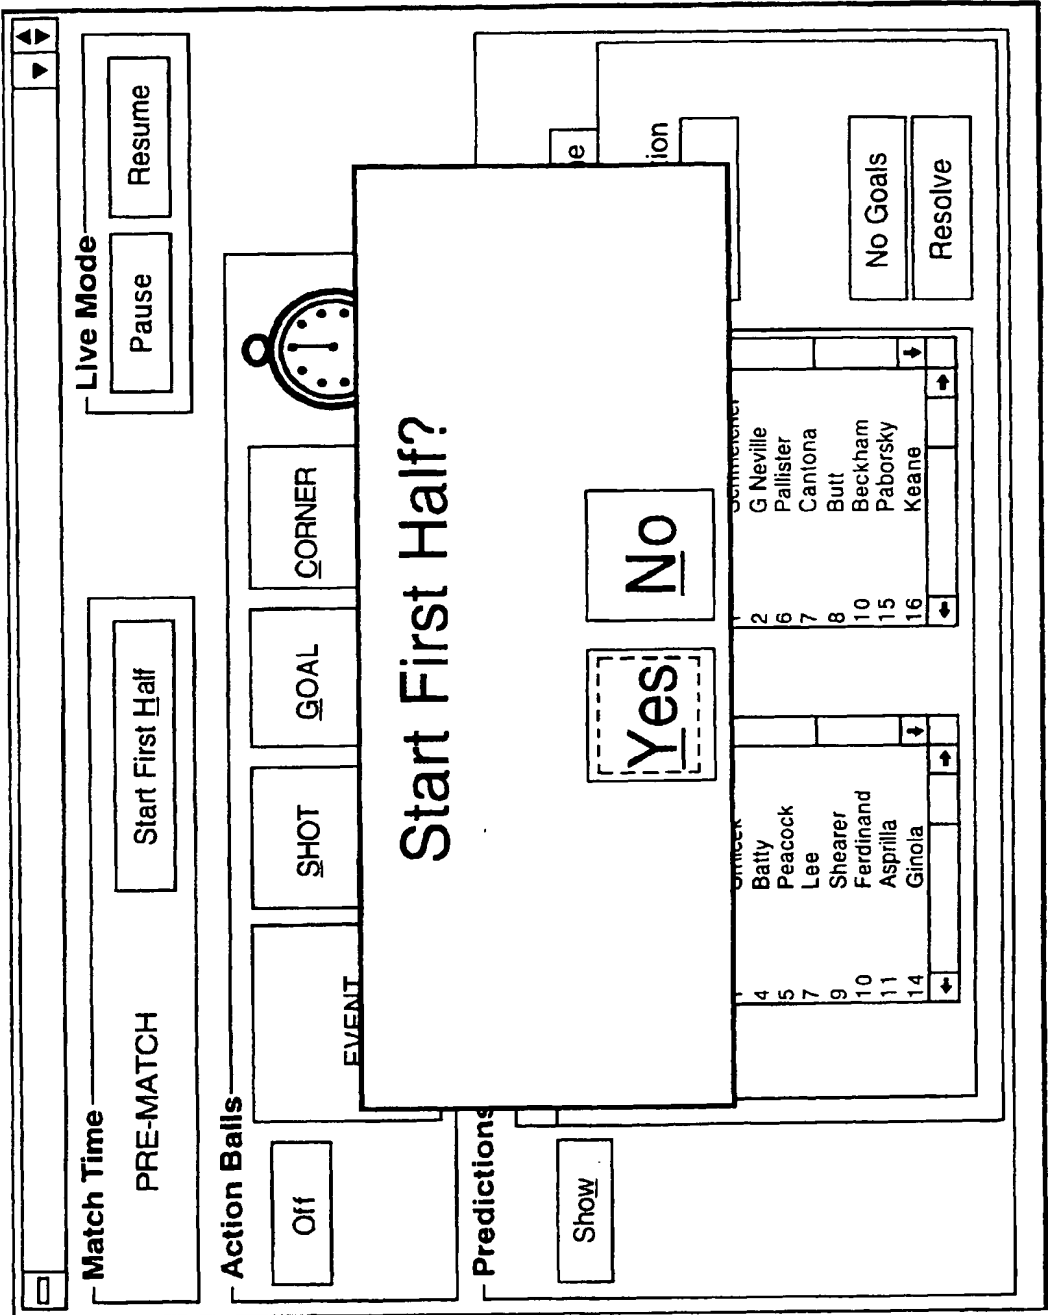 Match Time
PRE-MATCH
Start First Half
Live Mode
Pause
Resume
Action Balls
Off
EVENT
SHOT
GOAL
CORNER
Start First Half?
Yes
No
Predictions
Show
4 Batty
5 Peacock
7 Lee
9 Shearer
10 Ferdinand
11 Asprilla
14 Ginola
2 G Neville
6 Pallister
7 Cantona
8 Butt
10 Beckham
15 Paborsky
16 Keane
No Goals
Resolve